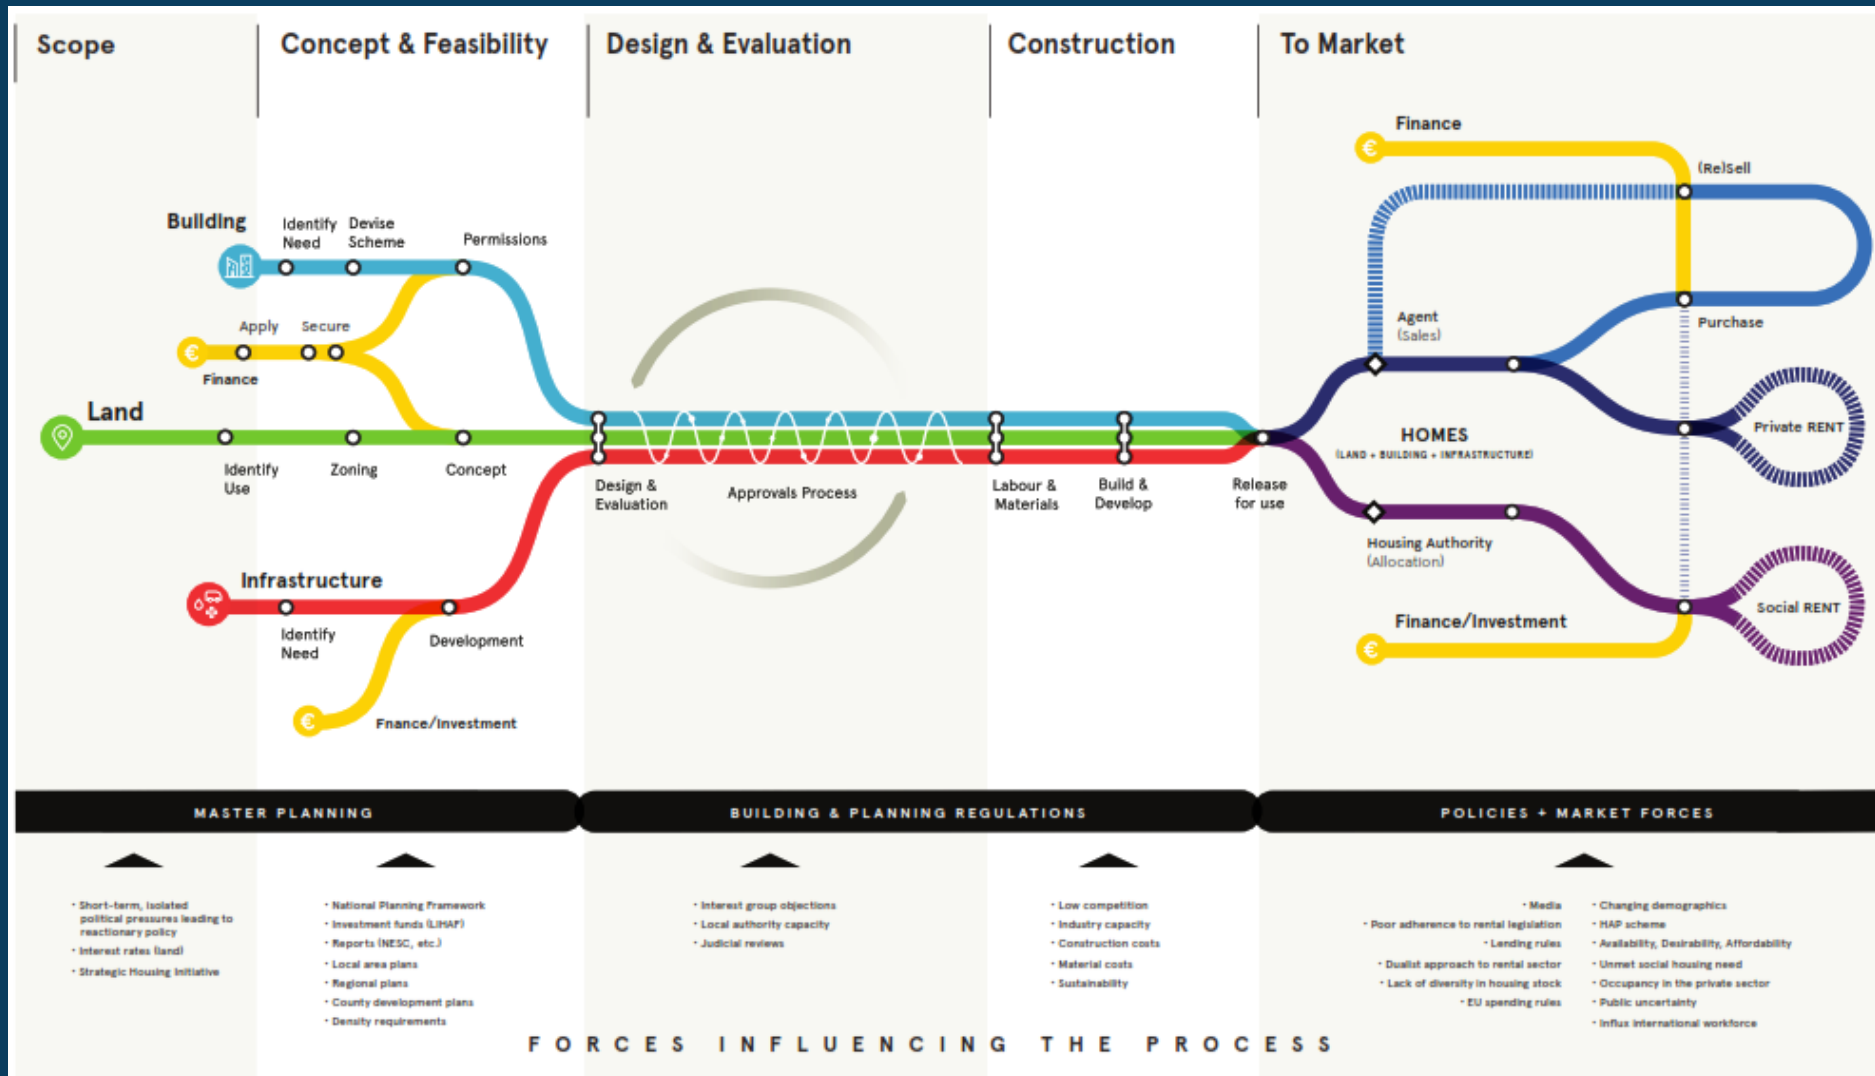 Scope
Concept & Feasibility
Design & Evaluation
Construction
To Market
Building
Identify
Need
Devise
Scheme
Permissions
Apply
Secure
€
Finance
Land
Identify
Use
Zoning
Concept
Infrastructure
Identify
Need
Development
€
Fnance/Investment
Design &
Evaluation
Approvals Process
Labour &
Materials
Build &
Develop
Release
for use
Finance
€
(Re)Sell
Agent
(Sales)
Purchase
HOMES
(LAND + BUILDING + INFRASTRUCTURE)
Private RENT
Housing Authority
(Allocation)
Social RENT
Finance/Investment
€
MASTER PLANNING
BUILDING & PLANNING REGULATIONS
POLICIES + MARKET FORCES
• Short-term, isolated
political pressures leading to
reactionary policy
• Interest rates (land)
• Strategic Housing Initiative
• National Planning Framework
• Investment funds (LIHAF)
• Reports (NESC, etc.)
• Local area plans
• Regional plans
• County development plans
• Density requirements
• Interest group objections
• Local authority capacity
• Judicial reviews
• Low competition
• Industry capacity
• Construction costs
• Material costs
• Sustainability
• Media
• Poor adherence to rental legislation
• Lending rules
• Dualist approach to rental sector
• Lack of diversity in housing stock
• EU spending rules
• Changing demographics
• HAP scheme
• Availability, Desirability, Affordability
• Unmet social housing need
• Occupancy in the private sector
• Public uncertainty
• Influx international workforce
FORCES INFLUENCING THE PROCESS